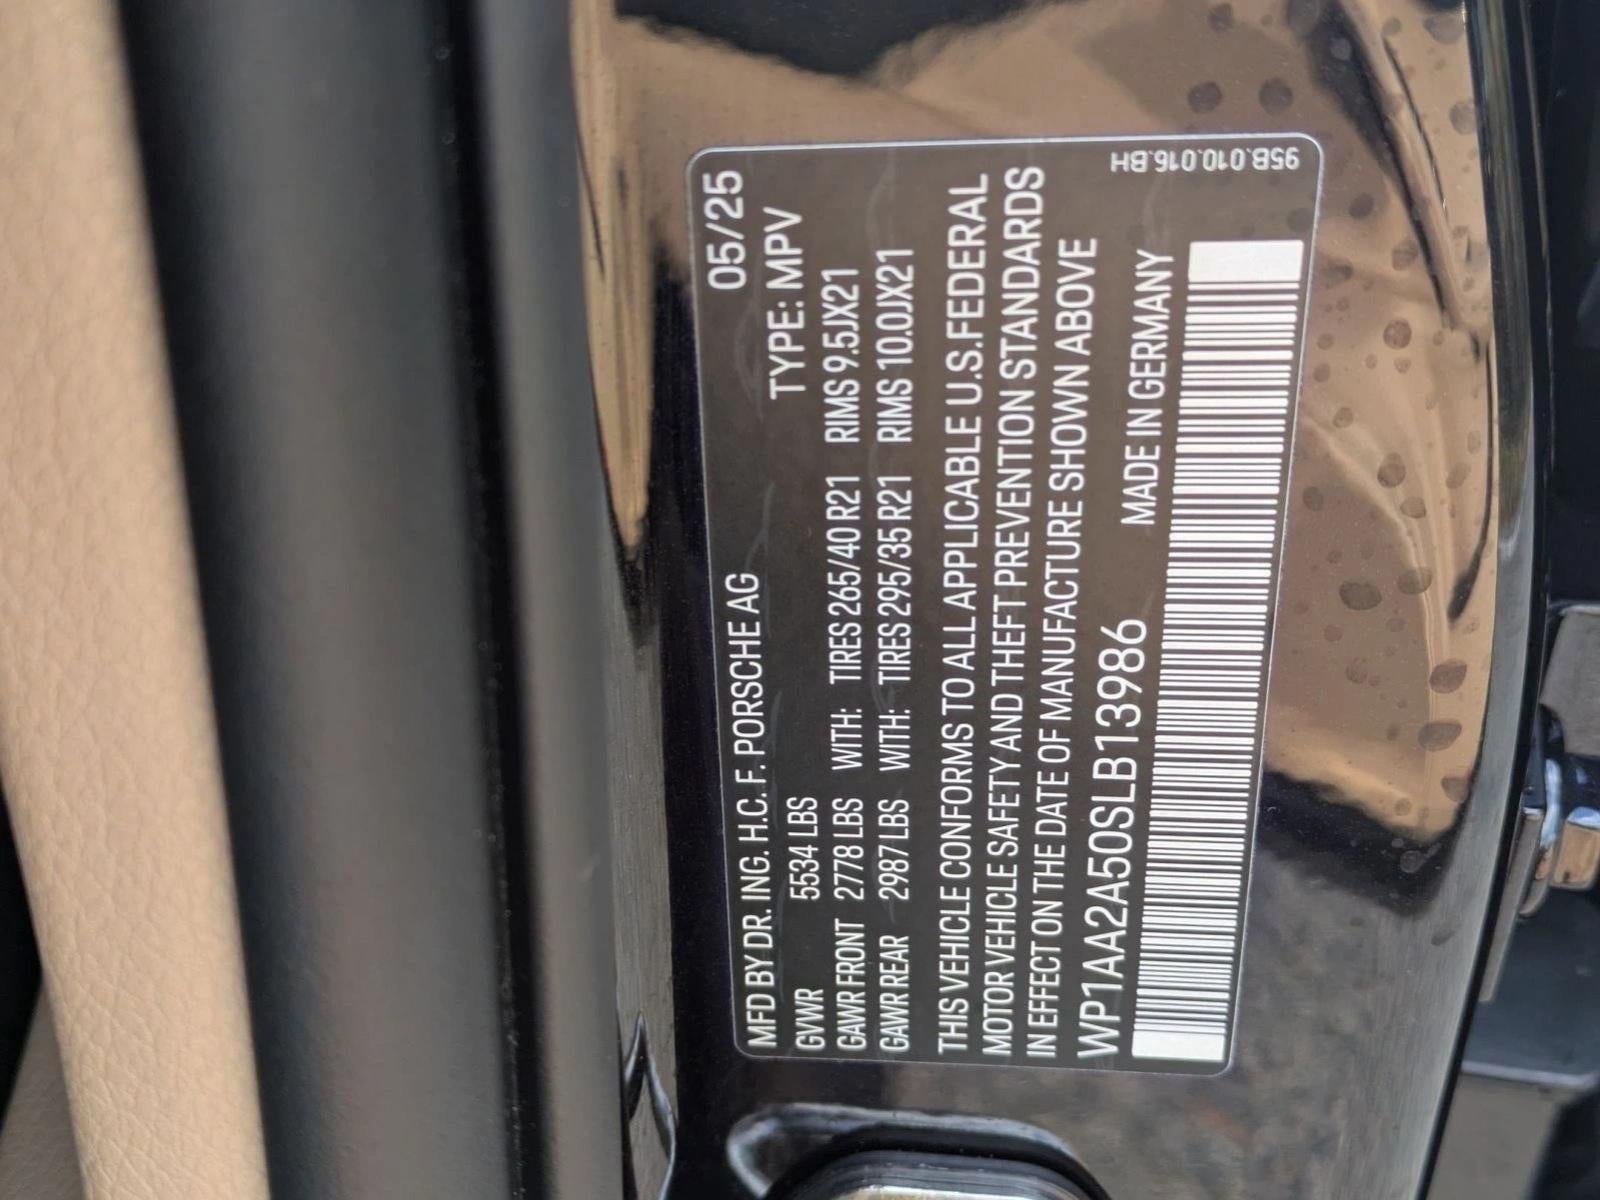 MFD BY DR. ING. H.C. F. PORSCHE AG 05/25
GVWR 5534 LBS TYPE: MPV
GAWR FRONT 2778 LBS WITH: TIRES 265/40 R21 RIMS 9.5JX21
GAWR REAR 2987 LBS WITH: TIRES 295/35 R21 RIMS 10.0JX21
THIS VEHICLE CONFORMS TO ALL APPLICABLE U.S.FEDERAL
MOTOR VEHICLE SAFETY AND THEFT PREVENTION STANDARDS
IN EFFECT ON THE DATE OF MANUFACTURE SHOWN ABOVE
WP1AA2A50SLB13986 MADE IN GERMANY
95B.010.016.BH